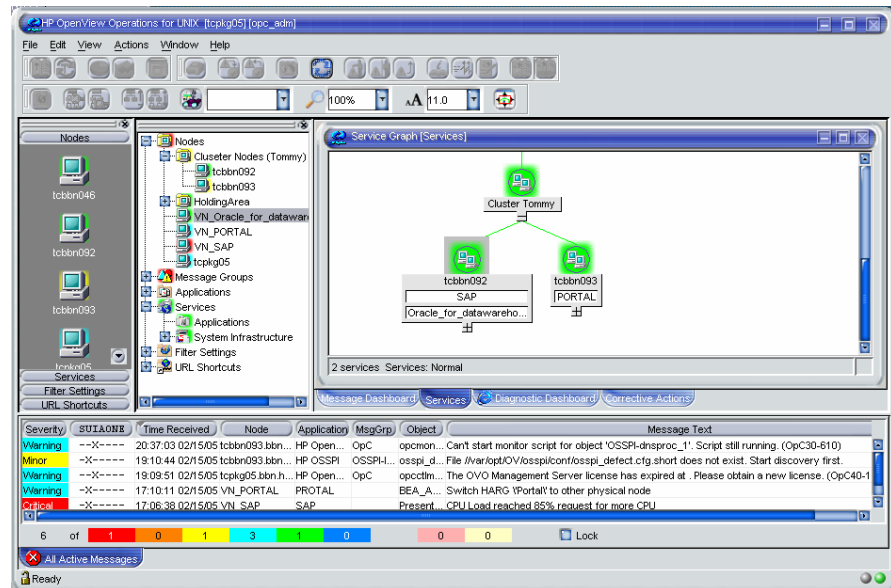 HP OpenView Operations for UNIX [tcpkg05] [opc_adm]
File Edit View Actions Window Help
100%
AA 11.0
Nodes
tcbbn046
tcbbn092
tcbbn093
tcpkg05
Services
Filter Settings
URL Shortcuts
Nodes
Cluseter Nodes (Tommy)
tcbbn092
tcbbn093
HoldingArea
VN_Oracle_for_dataware
VN_PORTAL
VN_SAP
tcpkg05
Message Groups
Applications
Services
Applications
System Infrastructure
Filter Settings
URL Shortcuts
Service Graph [Services]
Cluster Tommy
tcbbn092
SAP
Oracle_for_datawareho...
tcbbn093
PORTAL
2 services Services: Normal
Message Dashboard Services Diagnostic Dashboard Corrective Actions
Severity SUIAONE Time Received Node Application MsgGrp Object Message Text
Warning --X---- 20:37:03 02/15/05 tcbbn093.bbn... HP Open... OpC opcmon... Can't start monitor script for object 'OSSPI-dnsproc_1'. Script still running. (OpC30-610)
Minor --X---- 19:10:44 02/15/05 tcbbn093.bbn... HP OSSPI OSSPI-I... osspi_d... File //var/opt/OV/osspi/conf/osspi_defect.cfg.short does not exist. Start discovery first.
Warning --X---- 19:09:51 02/15/05 tcpkg05.bbn.h... HP Open... OpC opcctlm... The OVO Management Server license has expired at . Please obtain a new license. (OpC40-1
Warning --X---- 17:10:11 02/15/05 VN_PORTAL PROTAL BEA_A... Switch HARG \'Portal\' to other physical node
Critical -X----- 17:06:38 02/15/05 VN_SAP SAP Present... CPU Load reached 85% request for more CPU
6 of 1 0 1 3 1 0 0 0 Lock
All Active Messages
Ready